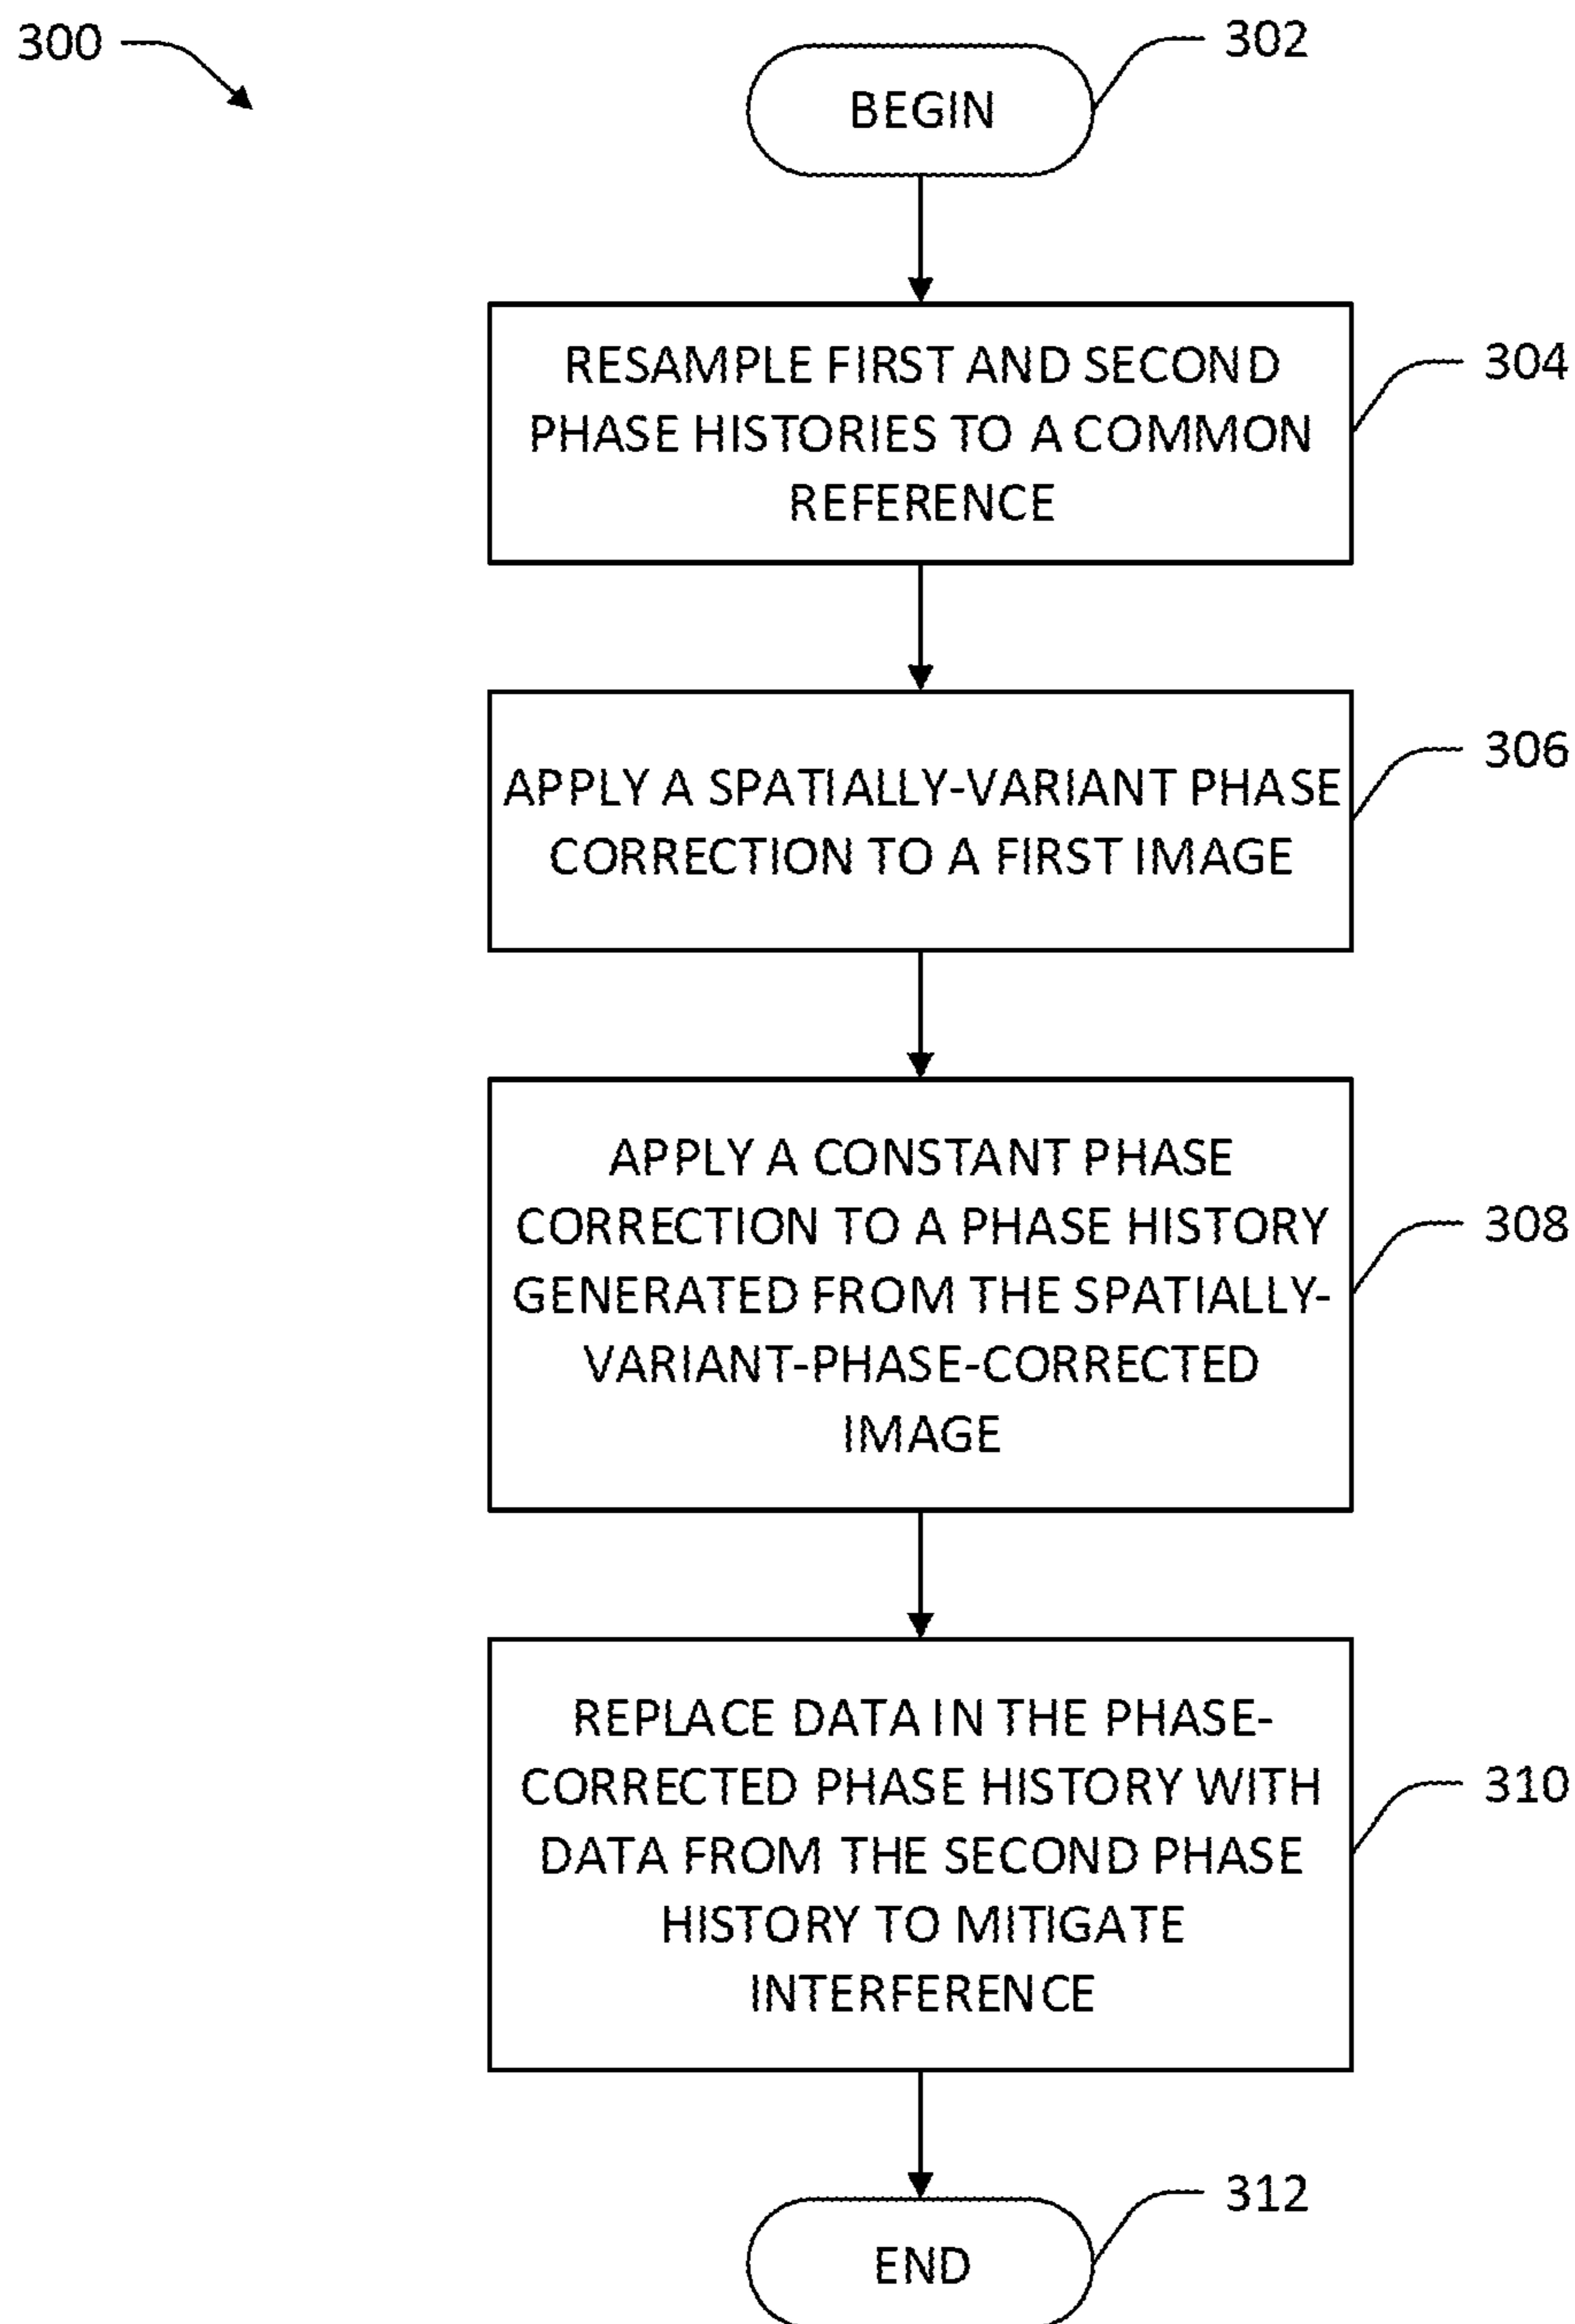 300
302
BEGIN
RESAMPLE FIRST AND SECOND
PHASE HISTORIES TO A COMMON
REFERENCE
304
APPLY A SPATIALLY-VARIANT PHASE
CORRECTION TO A FIRST IMAGE
306
APPLY A CONSTANT PHASE
CORRECTION TO A PHASE HISTORY
GENERATED FROM THE SPATIALLY-
VARIANT-PHASE-CORRECTED
IMAGE
308
REPLACE DATA IN THE PHASE-
CORRECTED PHASE HISTORY WITH
DATA FROM THE SECOND PHASE
HISTORY TO MITIGATE
INTERFERENCE
310
312
END